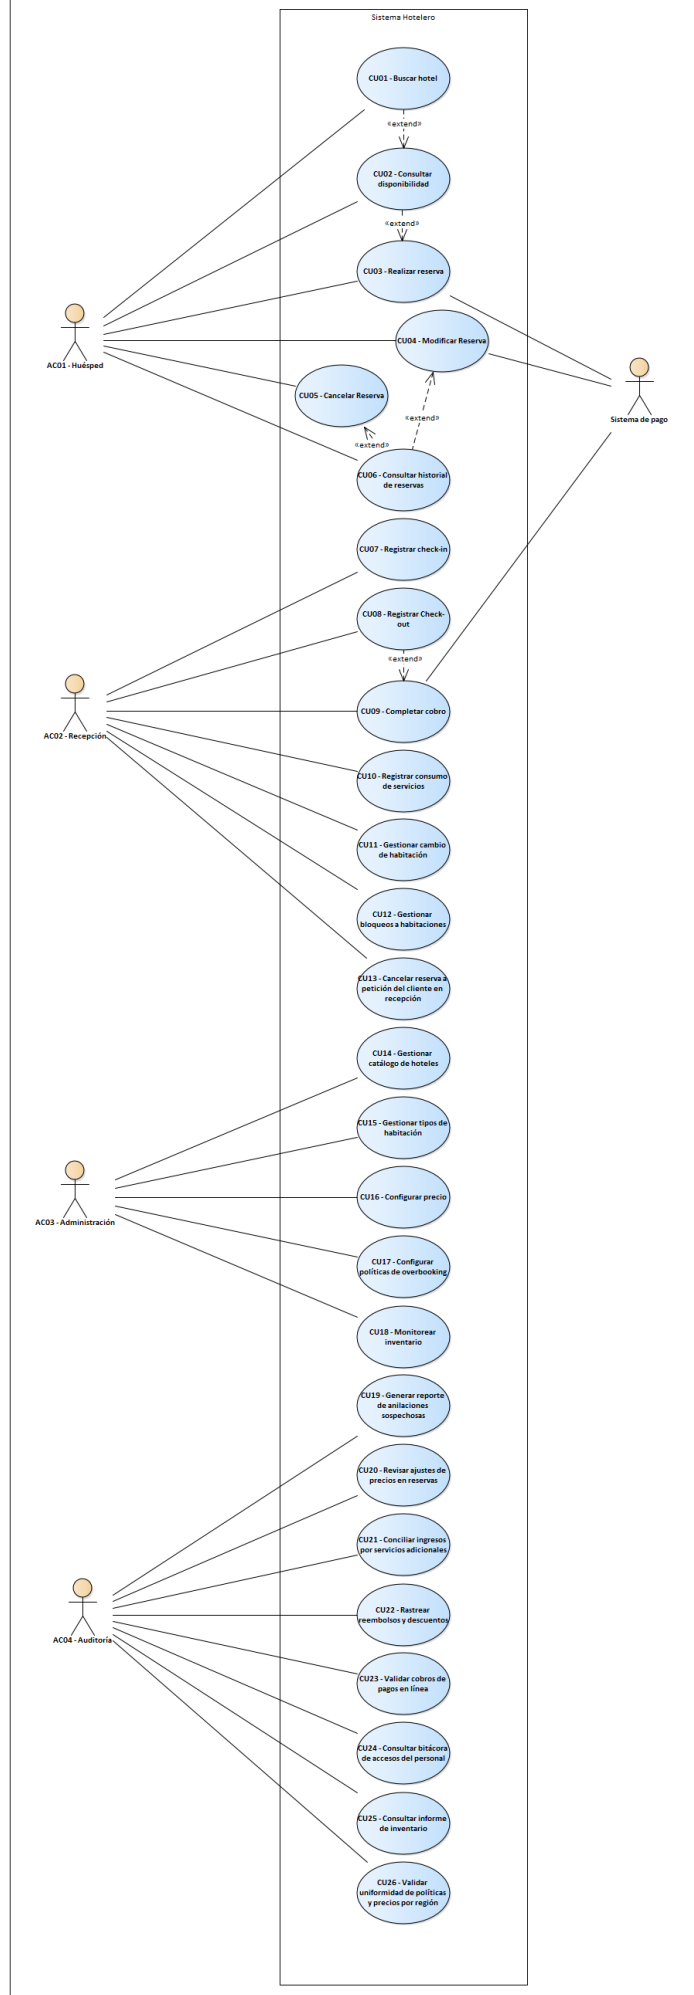 Sistema Hotelero
CU01 - Buscar hotel
«extend»
CU02 - Consultar
disponibilidad
«extend»
CU03 - Realizar reserva
CU04 - Modificar Reserva
AC01 - Huésped
Sistema de pago
CU05 - Cancelar Reserva
«extend»
«extend»
CU06 - Consultar historial
de reservas
CU07 - Registrar check-in
CU08 - Registrar Check-
out
«extend»
AC02 - Recepción
CU09 - Completar cobro
CU10 - Registrar consumo
de servicios
CU11 - Gestionar cambio
de habitación
CU12 - Gestionar
bloqueos a habitaciones
CU13 - Cancelar reserva a
petición del cliente en
recepción
CU14 - Gestionar
catálogo de hoteles
CU15 - Gestionar tipos de
habitación
CU16 - Configurar precio
AC03 - Administración
CU17 - Configurar
políticas de overbooking
CU18 - Monitorear
inventario
CU19 - Generar reporte
de anilaciones
sospechosas
CU20 - Revisar ajustes de
precios en reservas
CU21 - Conciliar ingresos
por servicios adicionales
CU22 - Rastrear
reembolsos y descuentos
AC04 - Auditoría
CU23 - Validar cobros de
pagos en línea
CU24 - Consultar bitácora
de accesos del personal
CU25 - Consultar informe
de inventario
CU26 - Validar
uniformidad de políticas
y precios por región